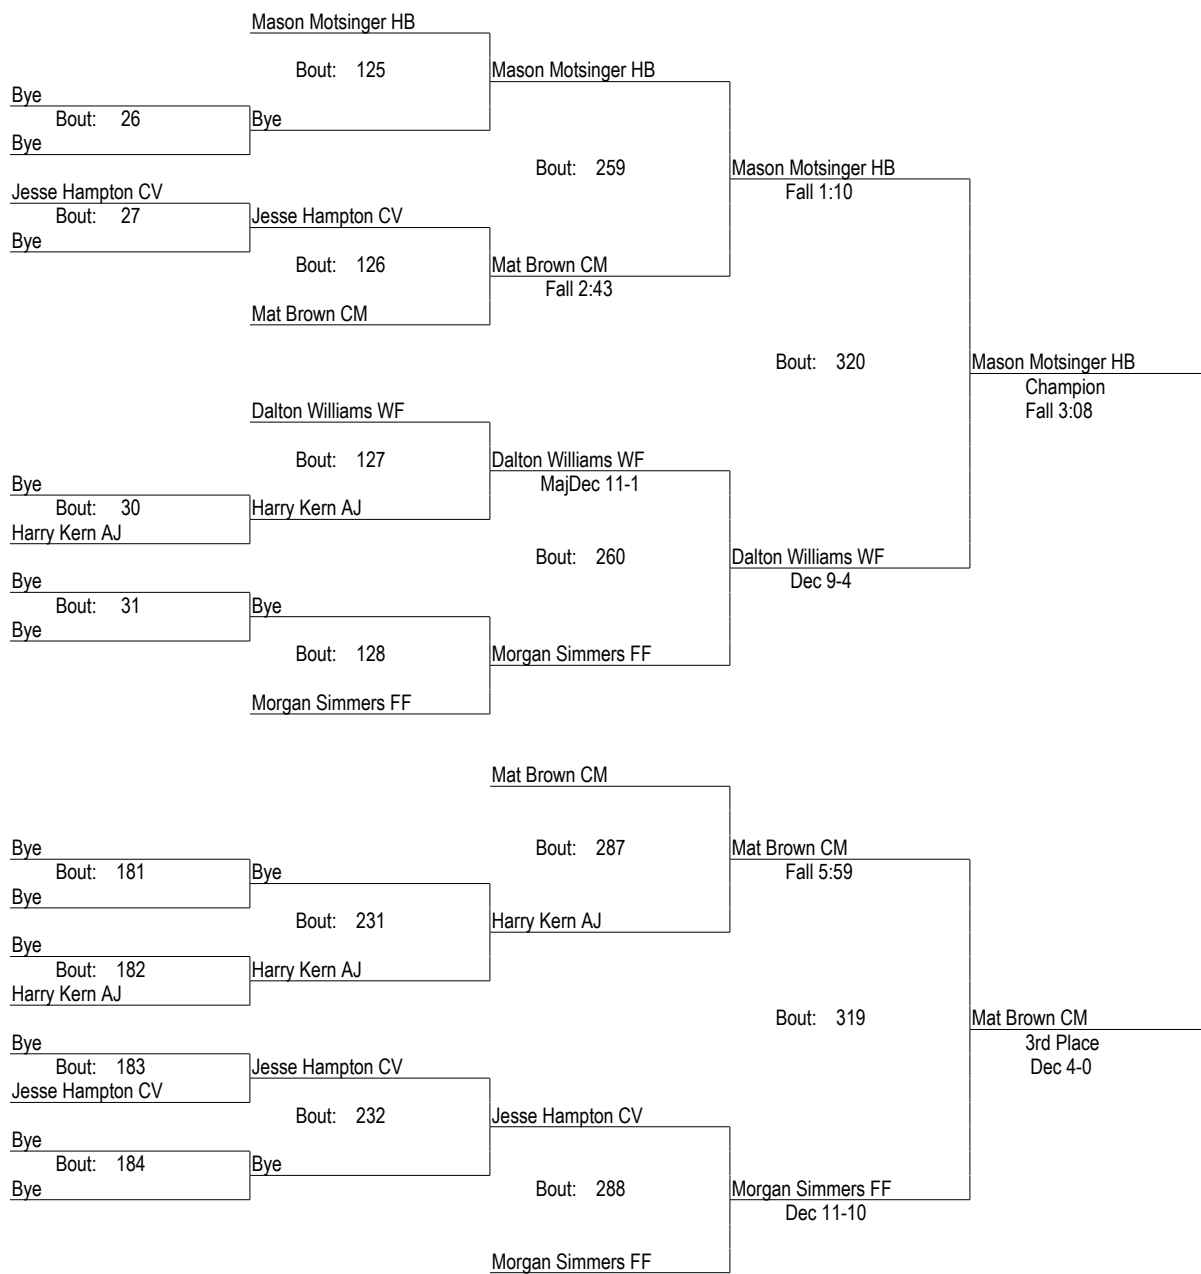 Mason Motsinger HB
Bout: 125
Mason Motsinger HB
Bye
Bout: 26
Bye
Bye
Bout: 259
Mason Motsinger HB
Fall 1:10
Jesse Hampton CV
Bout: 27
Jesse Hampton CV
Bye
Bout: 126
Mat Brown CM
Fall 2:43
Mat Brown CM
Bout: 320
Mason Motsinger HB
Champion
Fall 3:08
Dalton Williams WF
Bout: 127
Dalton Williams WF
MajDec 11-1
Bye
Bout: 30
Harry Kern AJ
Harry Kern AJ
Bout: 260
Dalton Williams WF
Dec 9-4
Bye
Bout: 31
Bye
Bye
Bout: 128
Morgan Simmers FF
Morgan Simmers FF
Mat Brown CM
Bout: 287
Mat Brown CM
Fall 5:59
Bye
Bout: 181
Bye
Bye
Bout: 231
Harry Kern AJ
Bye
Bout: 182
Harry Kern AJ
Harry Kern AJ
Bout: 319
Mat Brown CM
3rd Place
Dec 4-0
Bye
Bout: 183
Jesse Hampton CV
Jesse Hampton CV
Bout: 232
Jesse Hampton CV
Bye
Bout: 184
Bye
Bye
Bout: 288
Morgan Simmers FF
Dec 11-10
Morgan Simmers FF